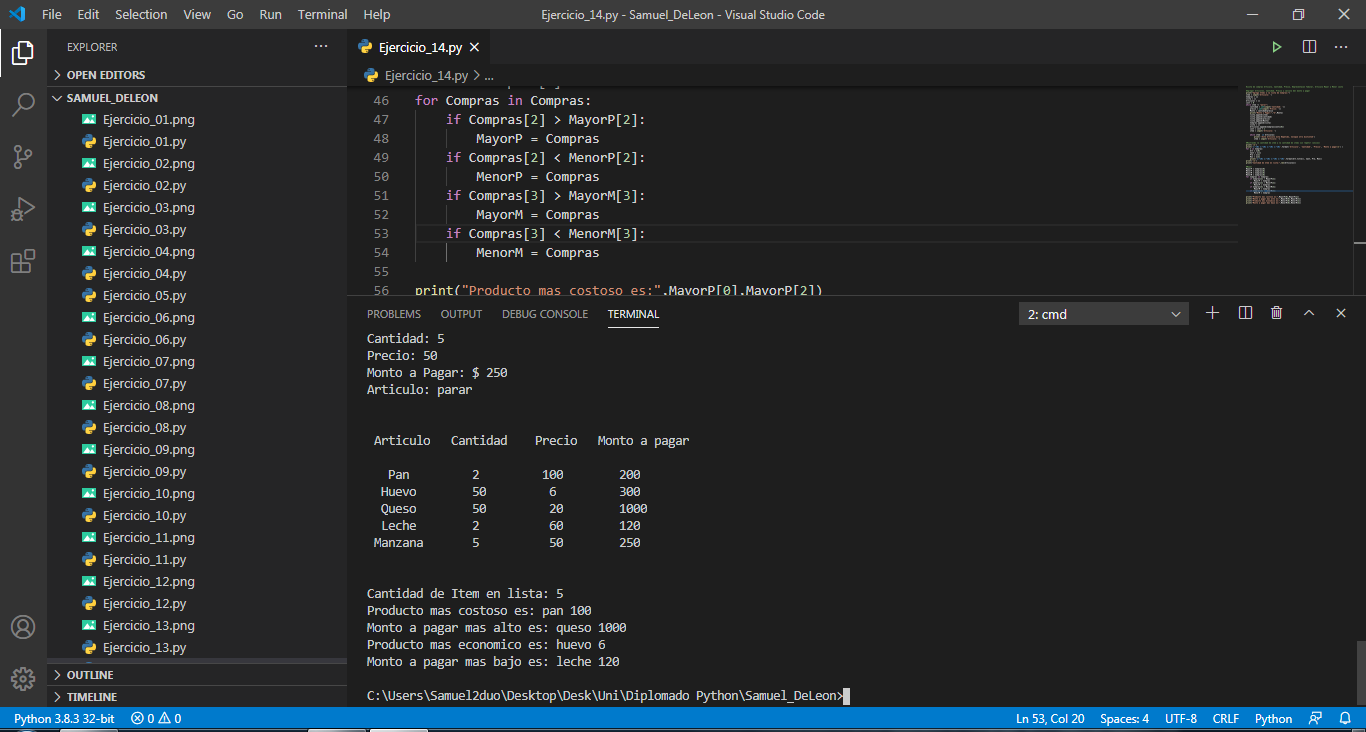 File Edit Selection View Go Run Terminal Help Ejercicio_14.py - Samuel_DeLeon - Visual Studio Code
EXPLORER
OPEN EDITORS
SAMUEL_DELEON
Ejercicio_01.png
Ejercicio_01.py
Ejercicio_02.png
Ejercicio_02.py
Ejercicio_03.png
Ejercicio_03.py
Ejercicio_04.png
Ejercicio_04.py
Ejercicio_05.py
Ejercicio_06.png
Ejercicio_06.py
Ejercicio_07.png
Ejercicio_07.py
Ejercicio_08.png
Ejercicio_08.py
Ejercicio_09.png
Ejercicio_09.py
Ejercicio_10.png
Ejercicio_10.py
Ejercicio_11.png
Ejercicio_11.py
Ejercicio_12.png
Ejercicio_12.py
Ejercicio_13.png
Ejercicio_13.py
OUTLINE
TIMELINE
Ejercicio_14.py
Ejercicio_14.py > ...
46 for Compras in Compras:
47 if Compras[2] > MayorP[2]:
48 MayorP = Compras
49 if Compras[2] < MenorP[2]:
50 MenorP = Compras
51 if Compras[3] > MayorM[3]:
52 MayorM = Compras
53 if Compras[3] < MenorM[3]:
54 MenorM = Compras
55
56 print("Producto mas costoso es:",MayorP[0],MayorP[2])
PROBLEMS OUTPUT DEBUG CONSOLE TERMINAL 2: cmd
Cantidad: 5
Precio: 50
Monto a Pagar: $ 250
Articulo: parar
Articulo Cantidad Precio Monto a pagar
Pan 2 100 200
Huevo 50 6 300
Queso 50 20 1000
Leche 2 60 120
Manzana 5 50 250
Cantidad de Item en lista: 5
Producto mas costoso es: pan 100
Monto a pagar mas alto es: queso 1000
Producto mas economico es: huevo 6
Monto a pagar mas bajo es: leche 120
C:\Users\Samuel2duo\Desktop\Desk\Uni\Diplomado Python\Samuel_DeLeon>
Python 3.8.3 32-bit 0 0 Ln 53, Col 20 Spaces: 4 UTF-8 CRLF Python